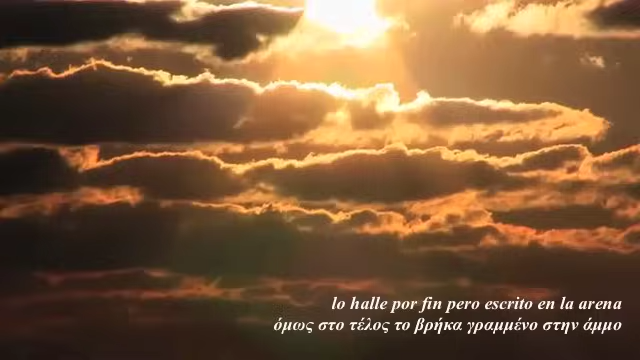 lo halle por fin pero escrito en la arena
όμως στο τέλος το βρήκα γραμμένο στην άμμο